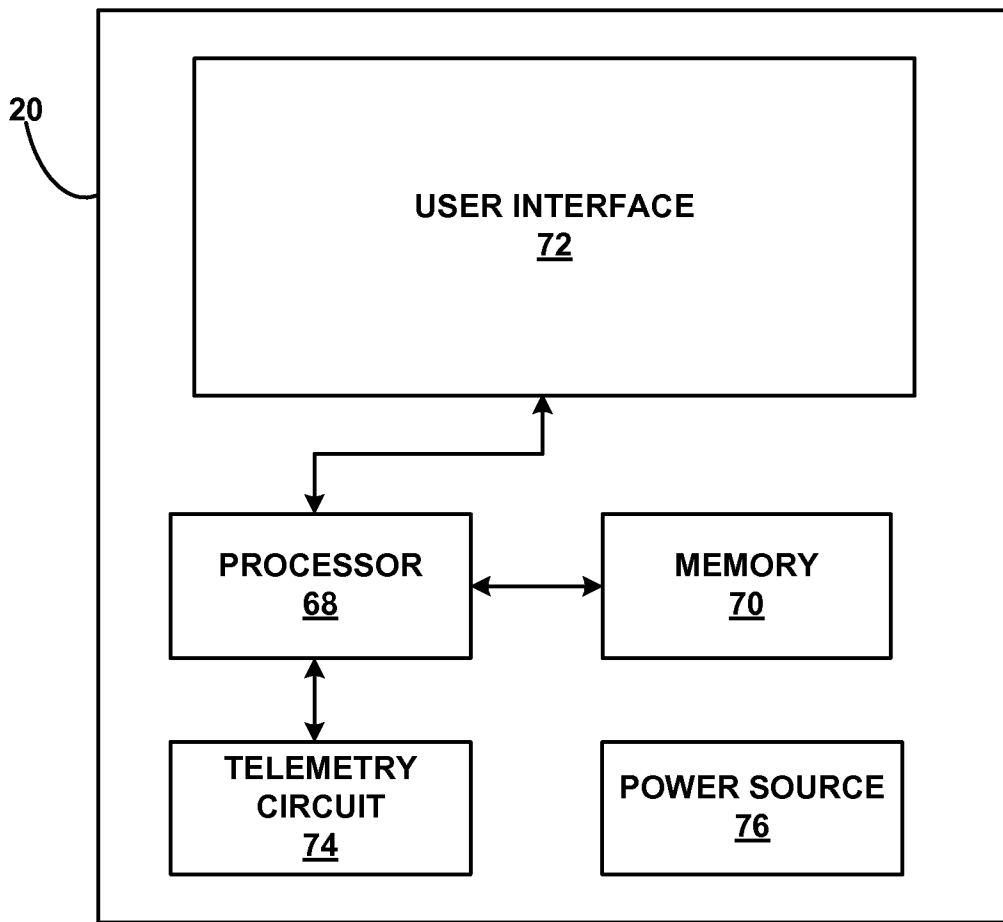 20
USER INTERFACE
72
PROCESSOR
68
MEMORY
70
TELEMETRY
CIRCUIT
74
POWER SOURCE
76